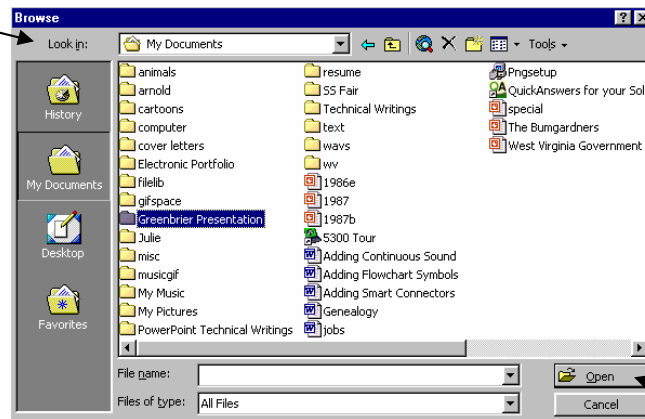 Browse
Look in: My Documents Tools
History
My Documents
Desktop
Favorites
animals
arnold
cartoons
computer
cover letters
Electronic Portfolio
filelib
gifspace
Greenbrier Presentation
Julie
misc
musicgif
My Music
My Pictures
PowerPoint Technical Writings
resume
SS Fair
Technical Writings
text
wavs
wv
1986e
1987
1987b
5300 Tour
Adding Continuous Sound
Adding Flowchart Symbols
Adding Smart Connectors
Genealogy
jobs
Pngsetup
QuickAnswers for your Sol
special
The Bumgardners
West Virginia Government
File name:
Open
Files of type: All Files
Cancel